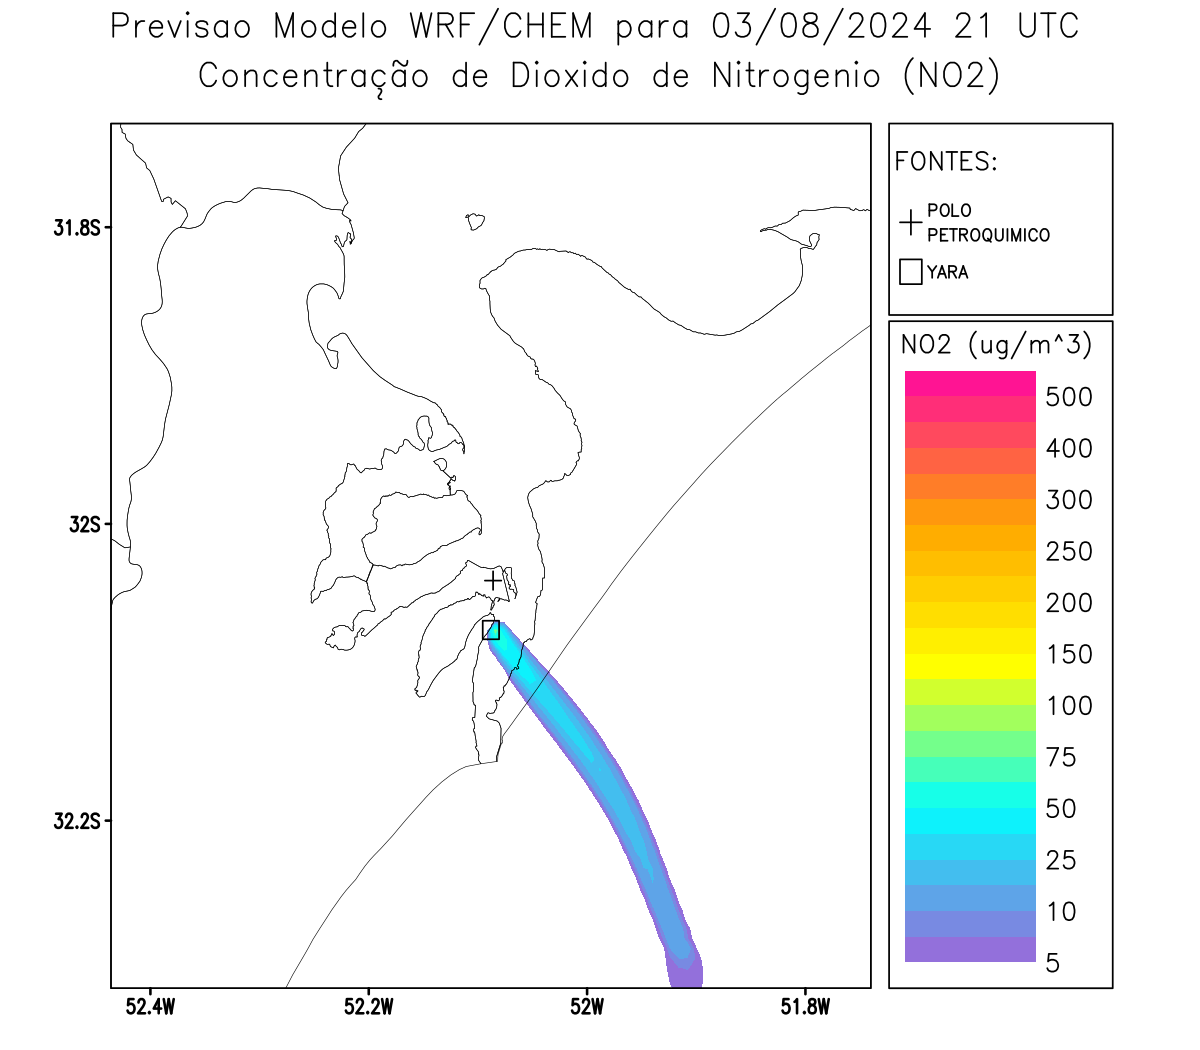 Previsao Modelo WRF/CHEM para 03/08/2024 21 UTC
Concentração de Dioxido de Nitrogenio (NO2)
FONTES:
POLO
PETROQUIMICO
YARA
NO2 (ug/m^3)
500
400
300
250
200
150
100
75
50
25
10
5
31.8S
32S
32.2S
52.4W
52.2W
52W
51.8W